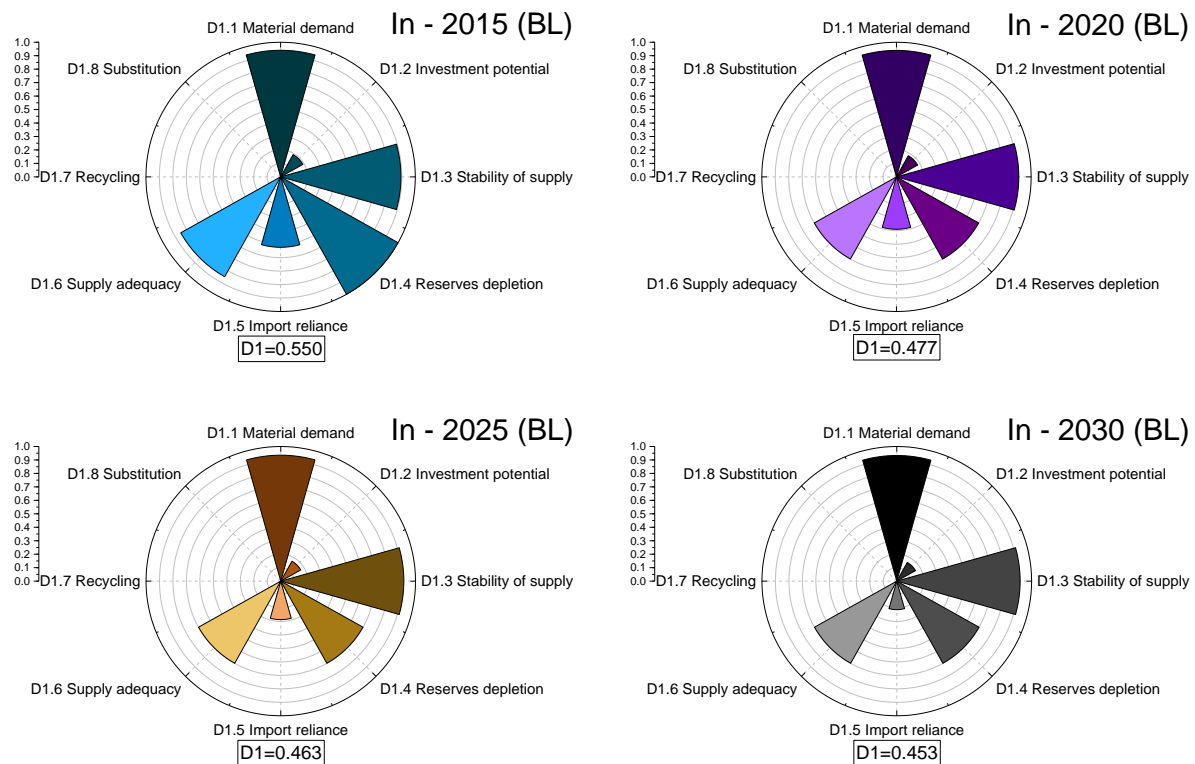 In - 2015 (BL)
D1.1 Material demand
D1.2 Investment potential
D1.3 Stability of supply
D1.4 Reserves depletion
D1.5 Import reliance
D1.6 Supply adequacy
D1.7 Recycling
D1.8 Substitution
1.0
0.9
0.8
0.7
0.6
0.5
0.4
0.3
0.2
0.1
0.0
D1=0.550
In - 2020 (BL)
D1.1 Material demand
D1.2 Investment potential
D1.3 Stability of supply
D1.4 Reserves depletion
D1.5 Import reliance
D1.6 Supply adequacy
D1.7 Recycling
D1.8 Substitution
1.0
0.9
0.8
0.7
0.6
0.5
0.4
0.3
0.2
0.1
0.0
D1=0.477
In - 2025 (BL)
D1.1 Material demand
D1.2 Investment potential
D1.3 Stability of supply
D1.4 Reserves depletion
D1.5 Import reliance
D1.6 Supply adequacy
D1.7 Recycling
D1.8 Substitution
1.0
0.9
0.8
0.7
0.6
0.5
0.4
0.3
0.2
0.1
0.0
D1=0.463
In - 2030 (BL)
D1.1 Material demand
D1.2 Investment potential
D1.3 Stability of supply
D1.4 Reserves depletion
D1.5 Import reliance
D1.6 Supply adequacy
D1.7 Recycling
D1.8 Substitution
1.0
0.9
0.8
0.7
0.6
0.5
0.4
0.3
0.2
0.1
0.0
D1=0.453